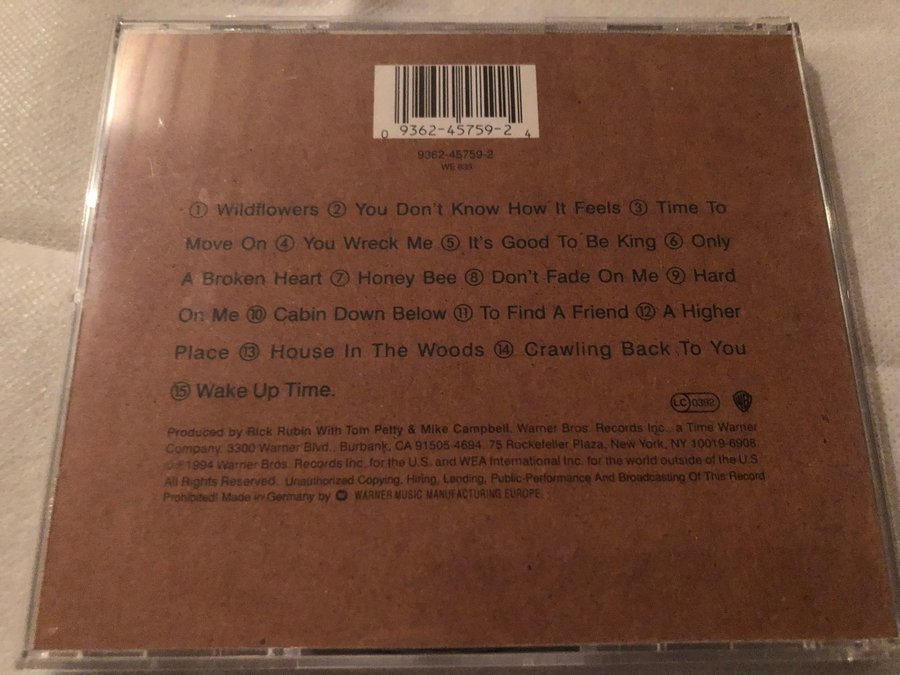 0 9362-45759-2 4
9362-45759-2
WE 833
① Wildflowers ② You Don't Know How It Feels ③ Time To
Move On ④ You Wreck Me ⑤ It's Good To Be King ⑥ Only
A Broken Heart ⑦ Honey Bee ⑧ Don't Fade On Me ⑨ Hard
On Me ⑩ Cabin Down Below ⑪ To Find A Friend ⑫ A Higher
Place ⑬ House In The Woods ⑭ Crawling Back To You
⑮ Wake Up Time.
LC 0392 WB
Produced by Rick Rubin With Tom Petty & Mike Campbell. Warner Bros. Records Inc., a Time Warner
Company. 3300 Warner Blvd., Burbank, CA 91505-4694. 75 Rockefeller Plaza, New York, NY 10019-6908.
© ℗ 1994 Warner Bros. Records Inc. for the U.S. and WEA International Inc. for the world outside of the U.S.
All Rights Reserved. Unauthorized Copying, Hiring, Lending, Public Performance And Broadcasting Of This Record
Prohibited! Made in Germany by WARNER MUSIC MANUFACTURING EUROPE.